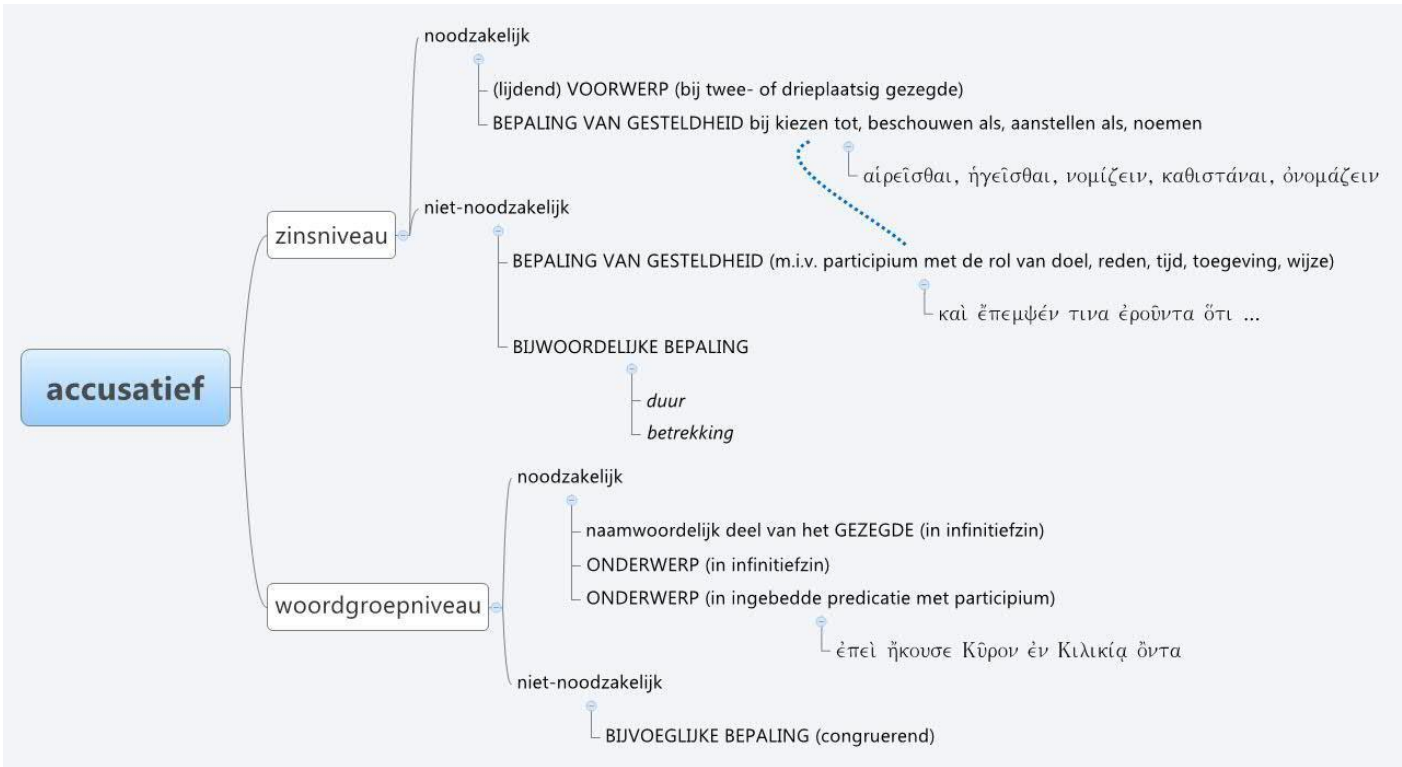 noodzakelijk
(lijdend) VOORWERP (bij twee- of drieplaatsig gezegde)
BEPALING VAN GESTELDHEID bij kiezen tot, beschouwen als, aanstellen als, noemen
αἱρεῖσθαι, ἡγεῖσθαι, νομίζειν, καθιστάναι, ὀνομάζειν
niet-noodzakelijk
zinsniveau
BEPALING VAN GESTELDHEID (m.i.v. participium met de rol van doel, reden, tijd, toegeving, wijze)
καὶ ἔπεμψέν τινα ἐροῦντα ὅτι ...
BIJWOORDELIJKE BEPALING
accusatief
duur
betrekking
noodzakelijk
naamwoordelijk deel van het GEZEGDE (in infinitiefzin)
ONDERWERP (in infinitiefzin)
ONDERWERP (in ingebedde predicatie met participium)
woordgroepniveau
ἐπεὶ ἤκουσε Κῦρον ἐν Κιλικίᾳ ὄντα
niet-noodzakelijk
BIJVOEGLIJKE BEPALING (congruerend)